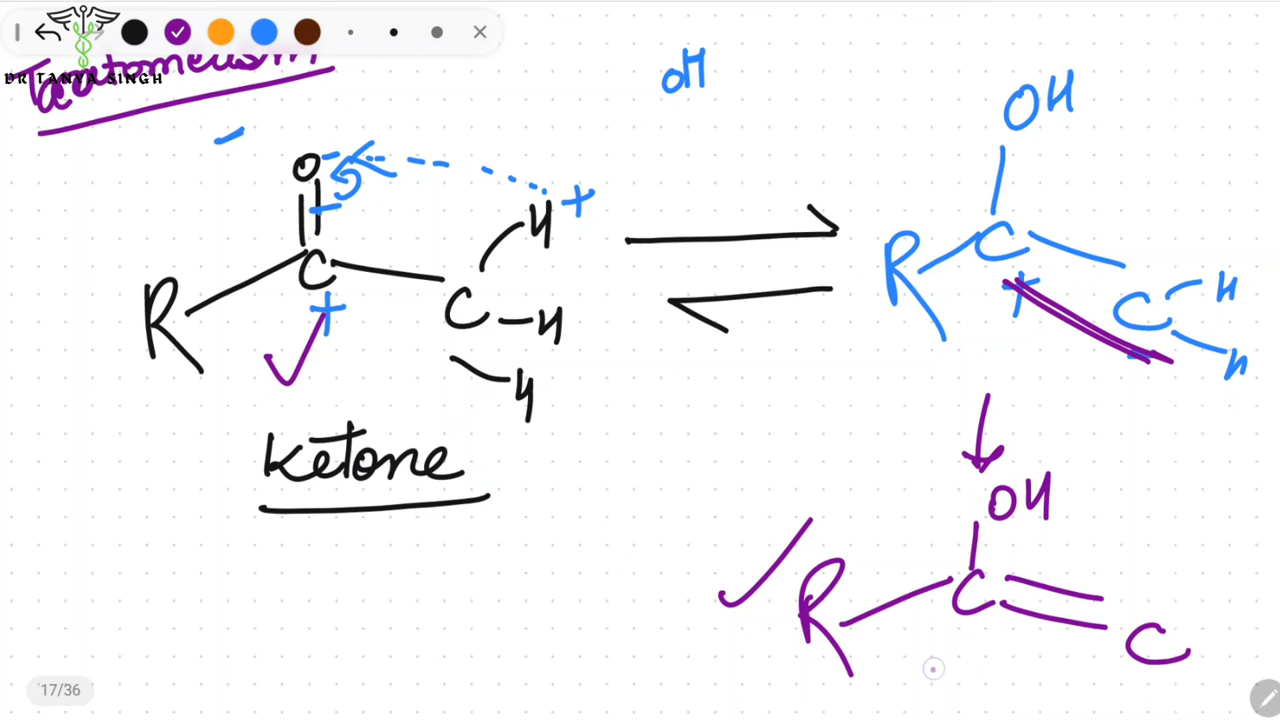 DR TANYA SINGH
Tautomerism
OH
OH
O
H +
C
R
+
C - H
H
R
C
+
C
H
H
Ketone
OH
R
C
C
17/36